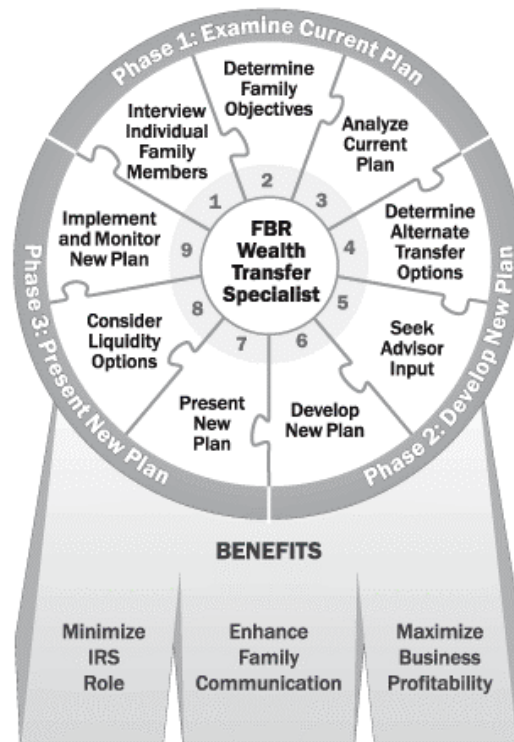 Phase 1: Examine Current Plan
Interview
Individual
Family
Members
1
Determine
Family
Objectives
2
Analyze
Current
Plan
3
Phase 2: Develop New Plan
Determine
Alternate
Transfer
Options
4
Seek
Advisor
Input
5
Develop
New Plan
6
Phase 3: Present New Plan
Present
New
Plan
7
Consider
Liquidity
Options
8
Implement
and Monitor
New Plan
9
FBR
Wealth
Transfer
Specialist
BENEFITS
Minimize
IRS
Role
Enhance
Family
Communication
Maximize
Business
Profitability